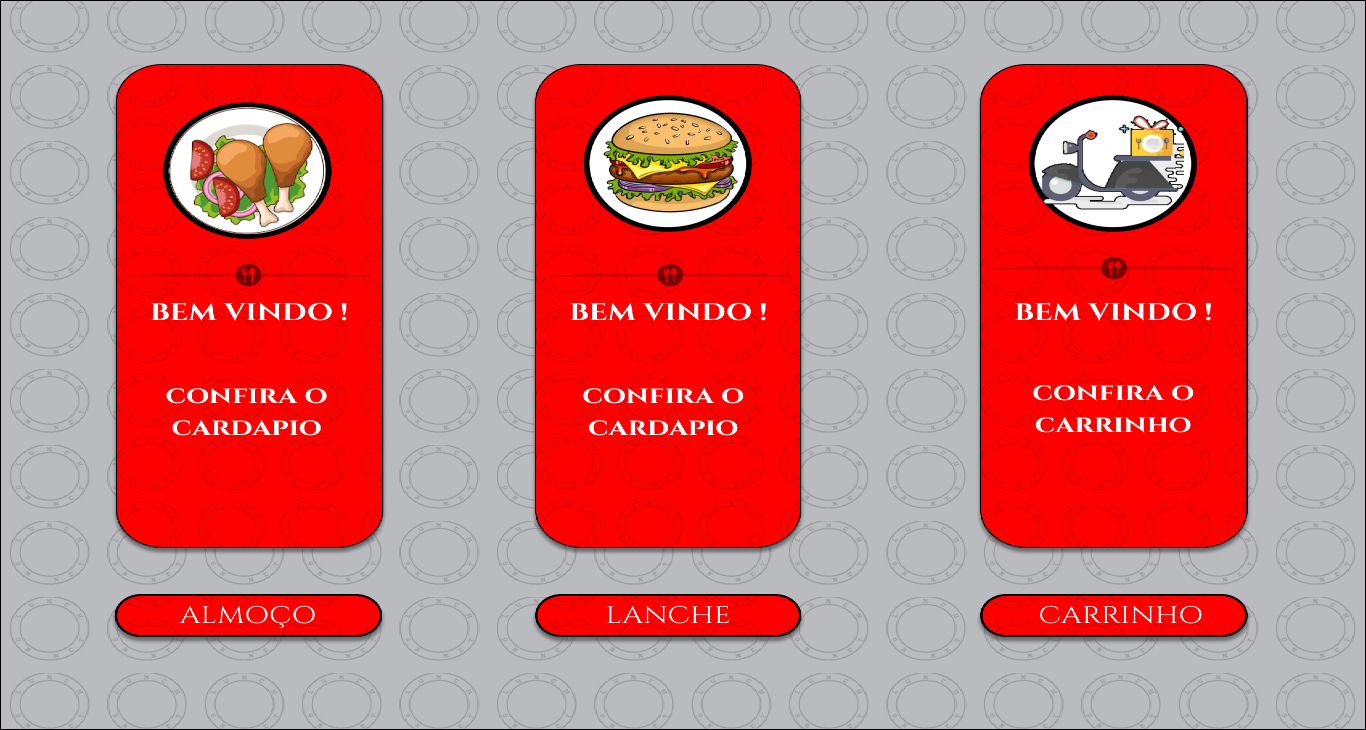 BEM VINDO !
CONFIRA O
CARDAPIO
ALMOÇO
BEM VINDO !
CONFIRA O
CARDAPIO
LANCHE
BEM VINDO !
CONFIRA O
CARRINHO
CARRINHO